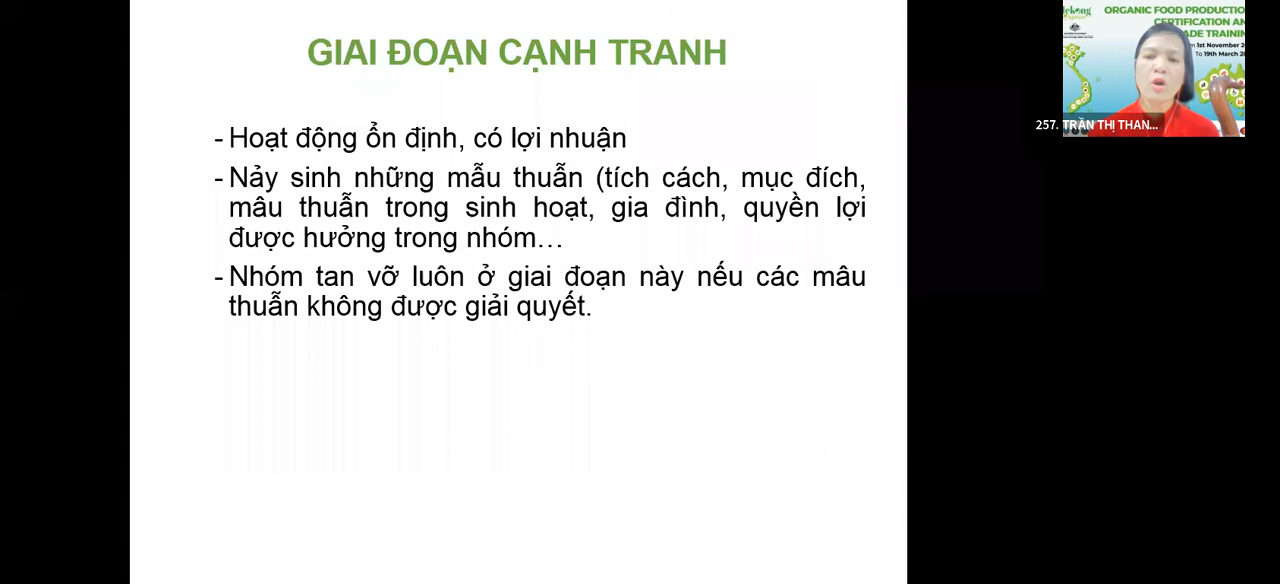 GIAI ĐOẠN CẠNH TRANH
- Hoạt động ổn định, có lợi nhuận
- Nảy sinh những mẫu thuẫn (tích cách, mục đích,
mâu thuẫn trong sinh hoạt, gia đình, quyền lợi
được hưởng trong nhóm…
- Nhóm tan vỡ luôn ở giai đoạn này nếu các mâu
thuẫn không được giải quyết.
ORGANIC FOOD PRODUCTIO
CERTIFICATION AN
ADE TRAININ
1st November 2
To 19th March 20
257. TRẦN THỊ THAN...